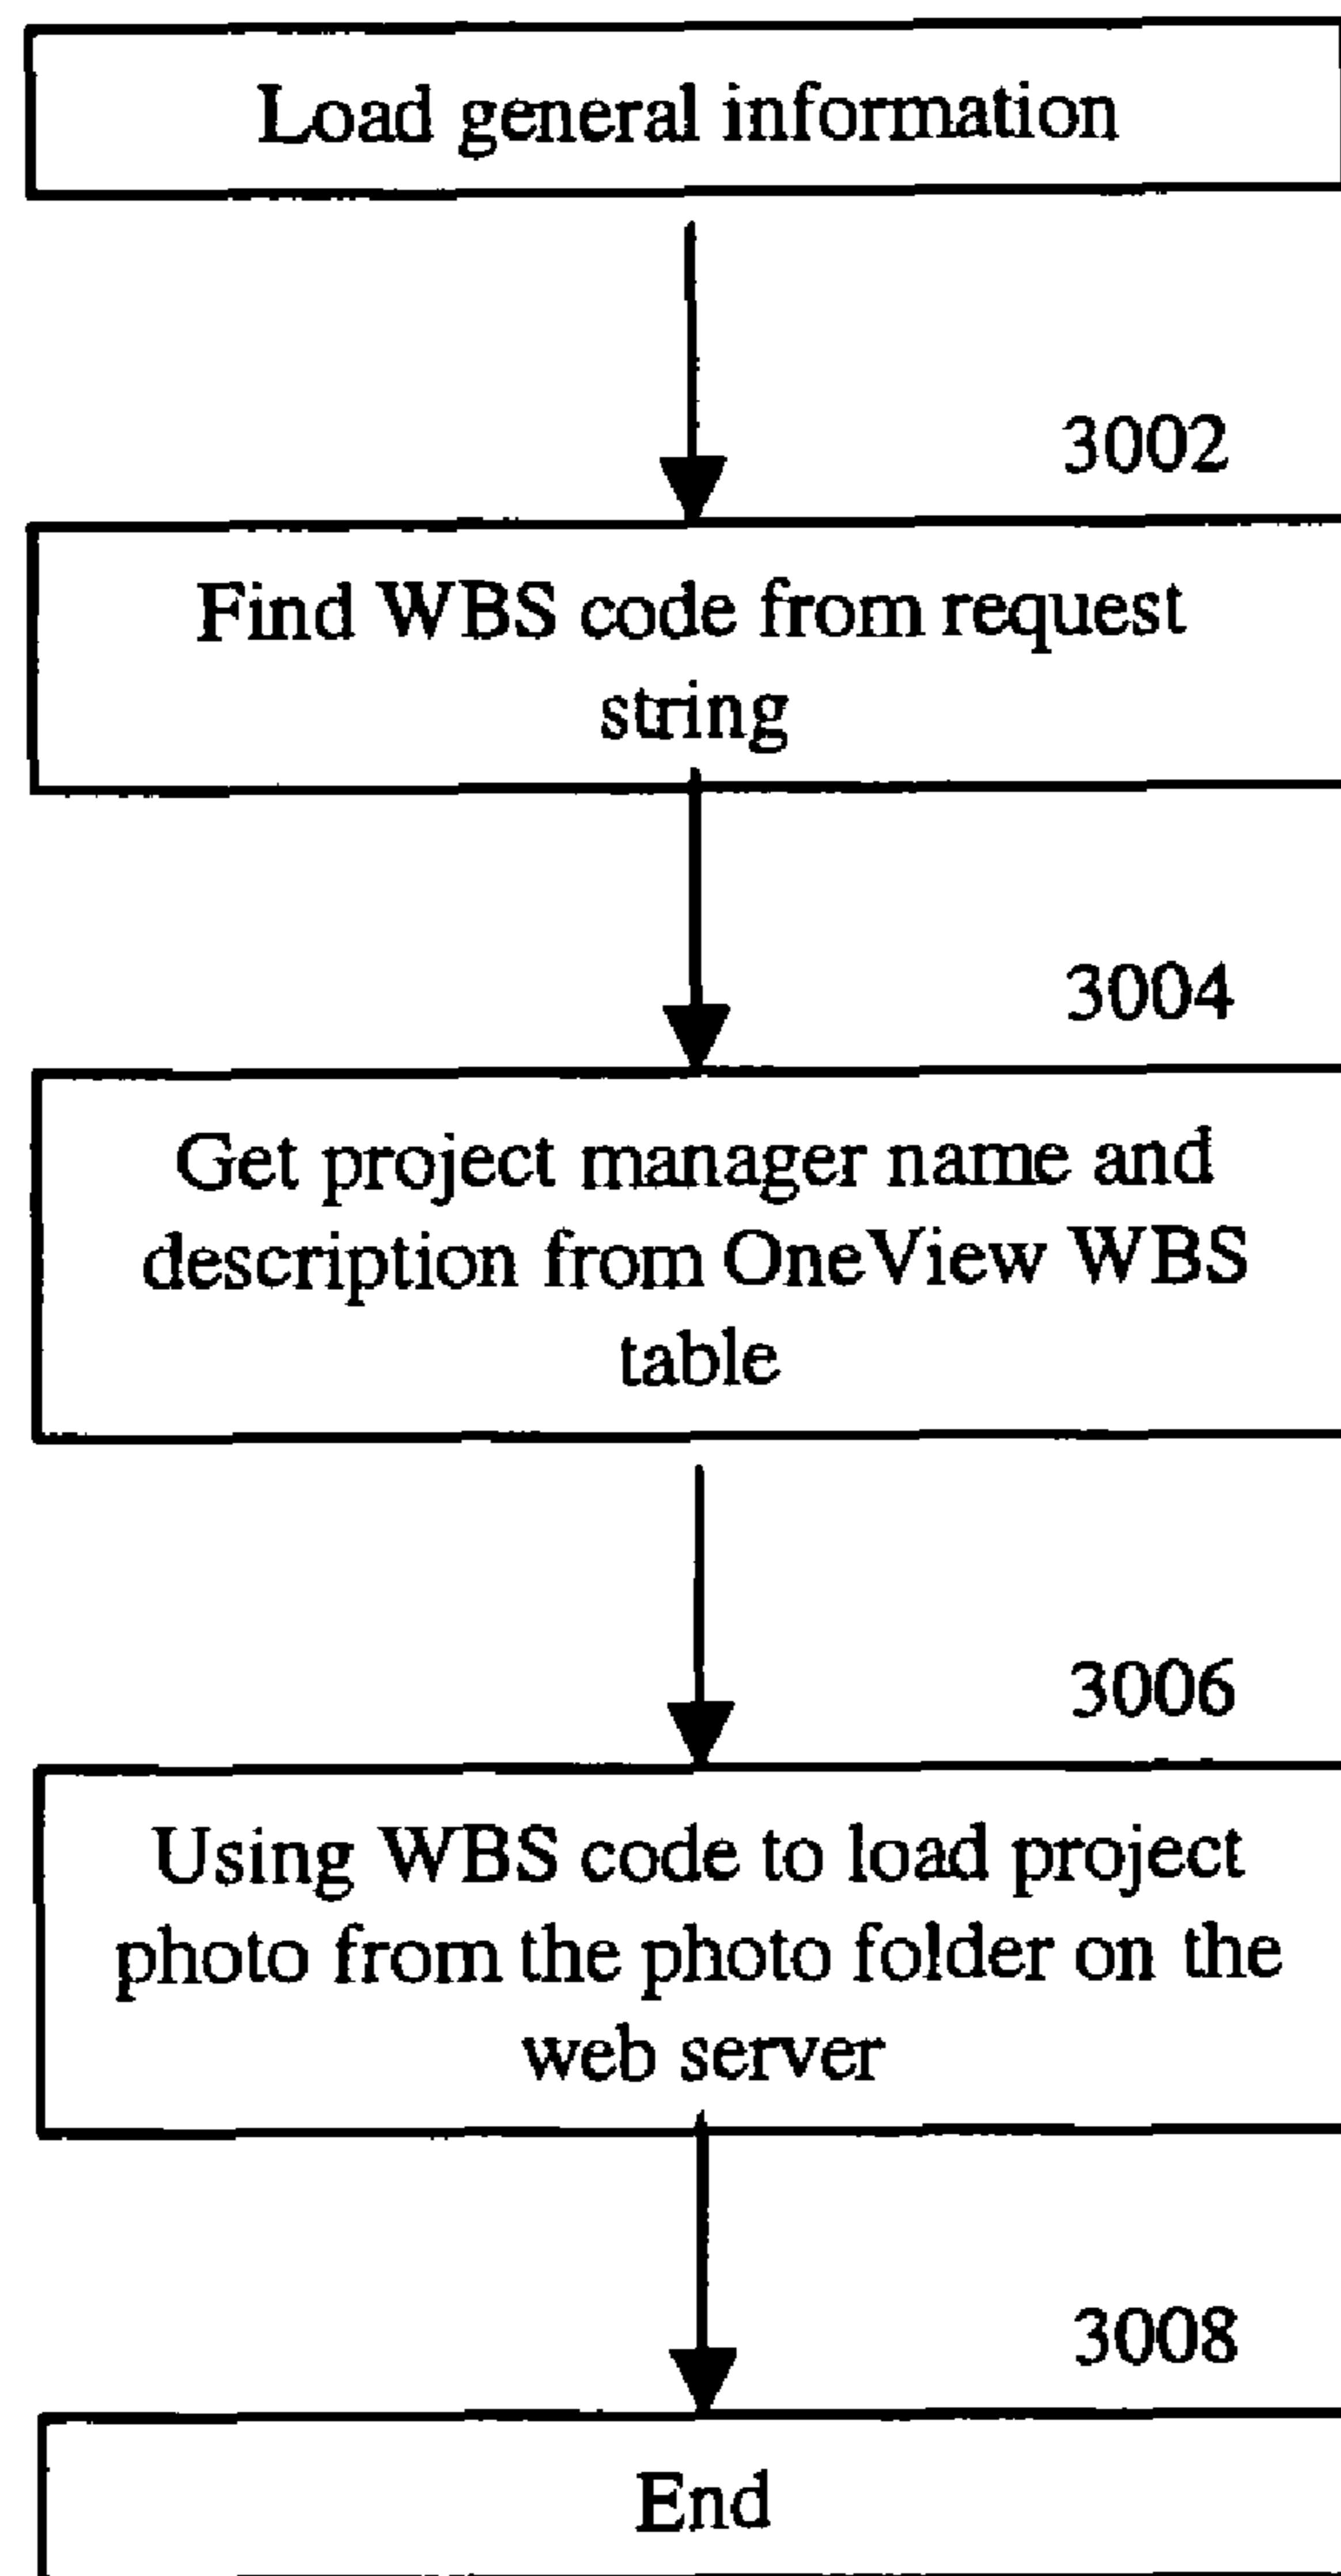 Load general information
3002
Find WBS code from request
string
3004
Get project manager name and
description from OneView WBS
table
3006
Using WBS code to load project
photo from the photo folder on the
web server
3008
End